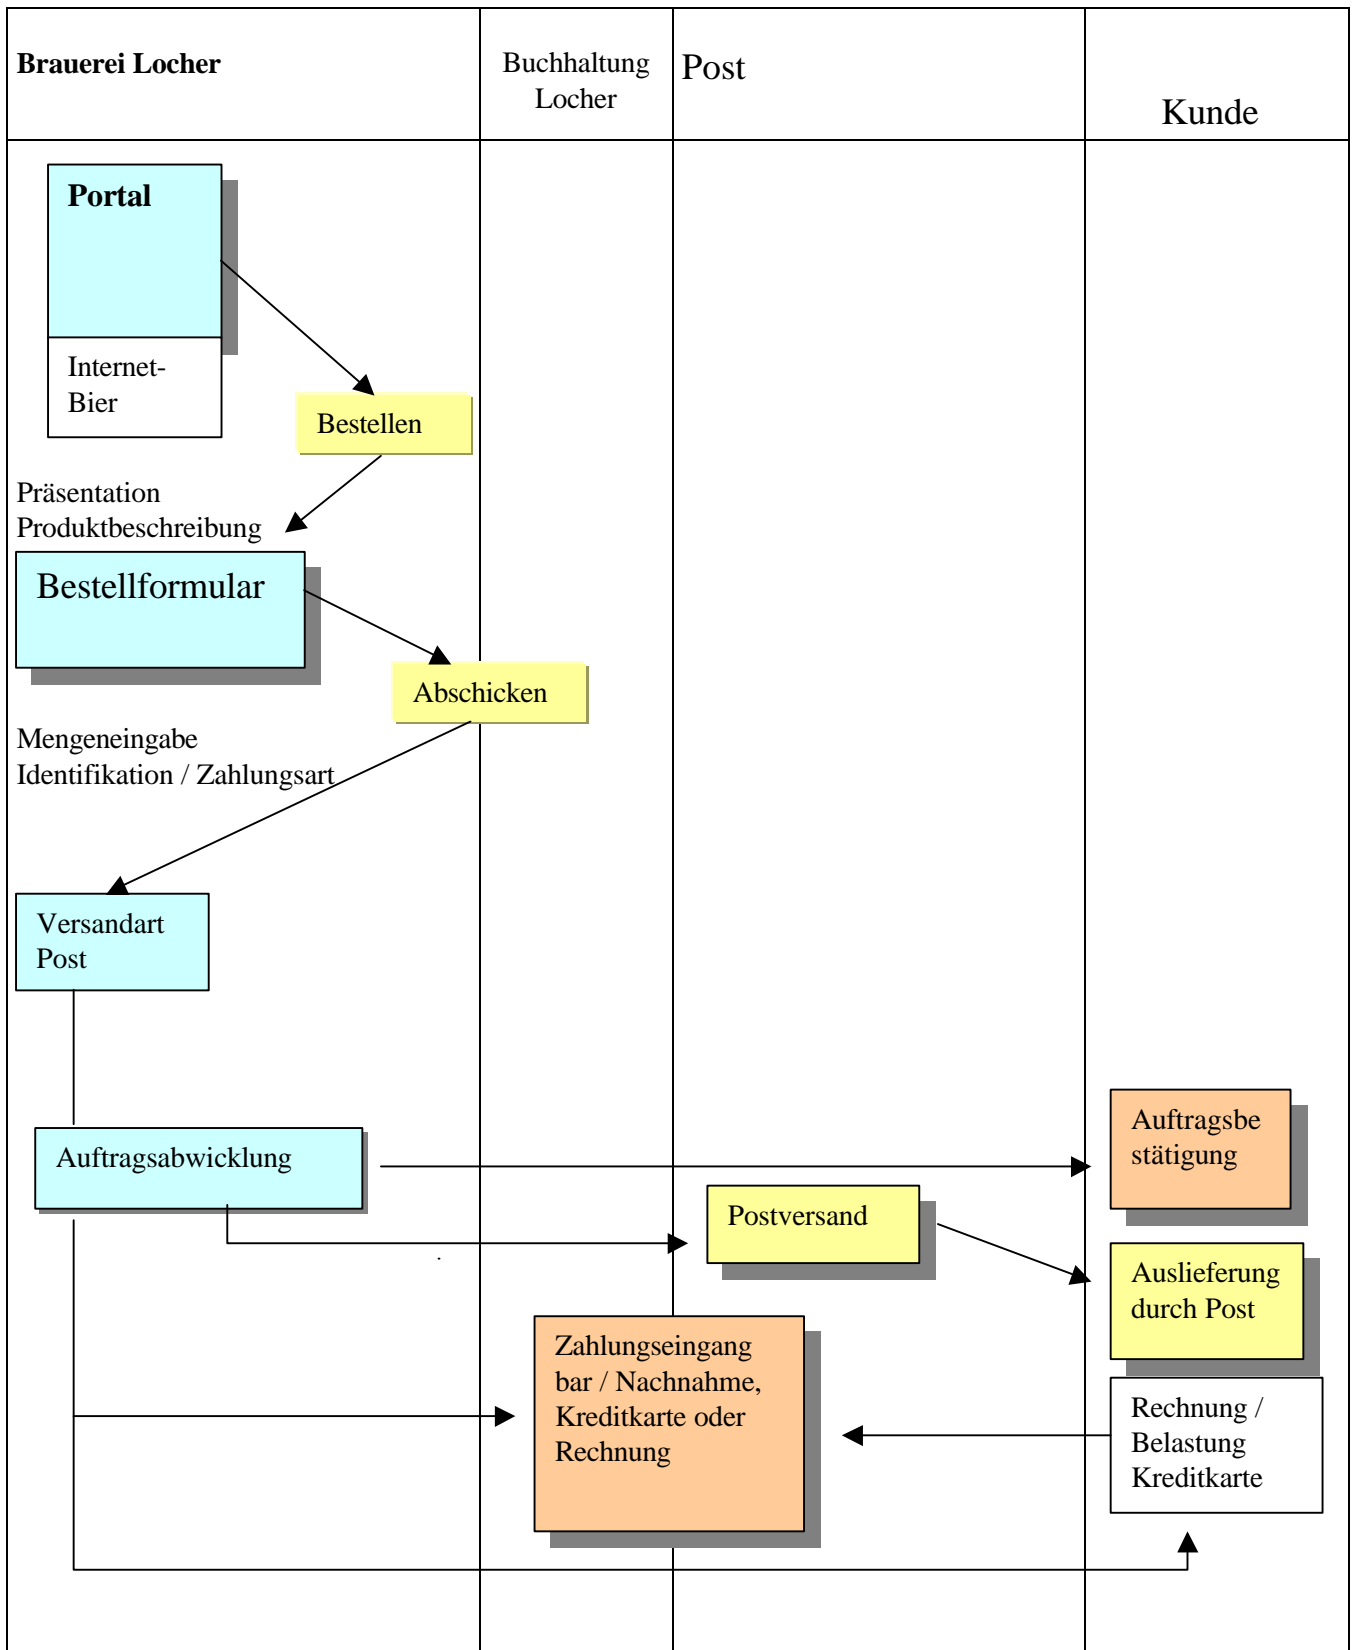 Brauerei Locher
Buchhaltung
Locher
Post
Kunde
Portal
Internet-
Bier
Bestellen
Präsentation
Produktbeschreibung
Bestellformular
Abschicken
Mengeneingabe
Identifikation / Zahlungsart
Versandart
Post
Auftragsabwicklung
Auftragsbe
stätigung
Postversand
Auslieferung
durch Post
Zahlungseingang
bar / Nachnahme,
Kreditkarte oder
Rechnung
Rechnung /
Belastung
Kreditkarte